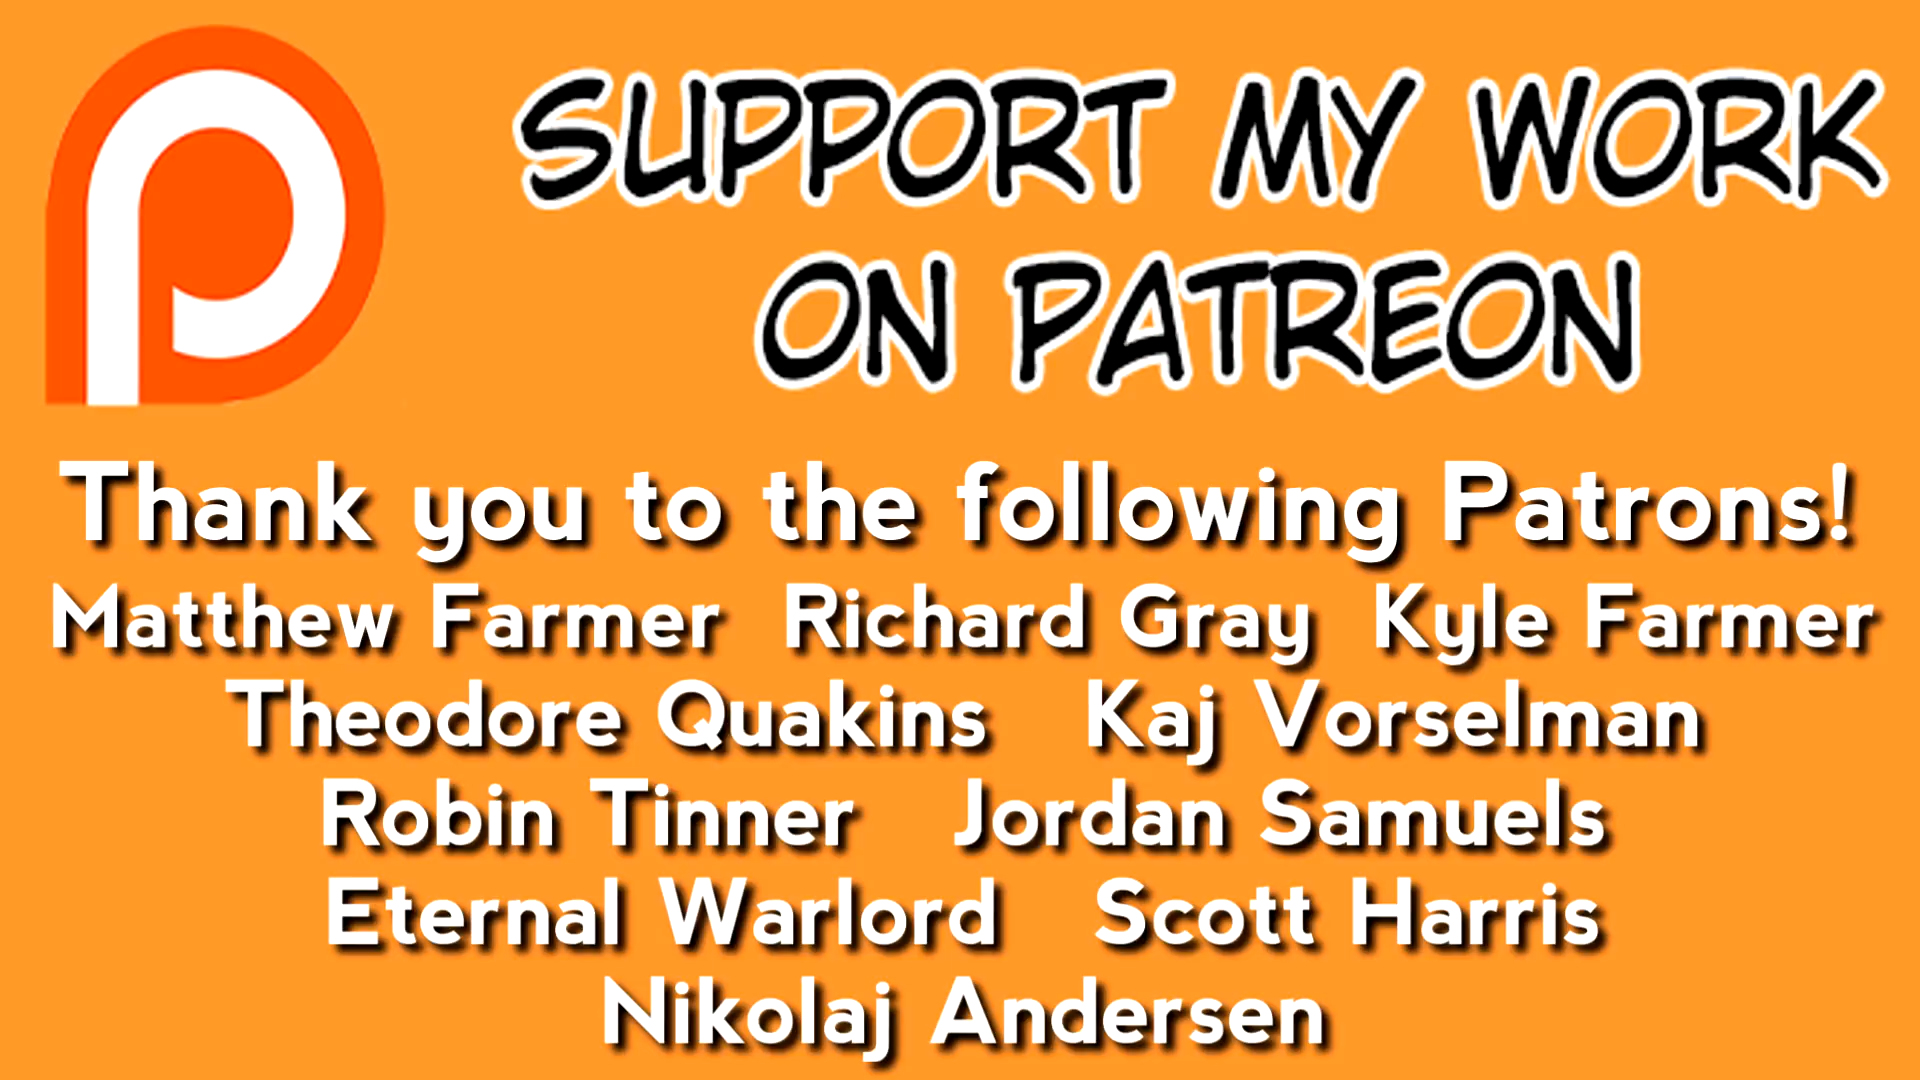 SUPPORT MY WORK
ON PATREON
Thank you to the following Patrons!
Matthew Farmer Richard Gray Kyle Farmer
Theodore Quakins Kaj Vorselman
Robin Tinner Jordan Samuels
Eternal Warlord Scott Harris
Nikolaj Andersen